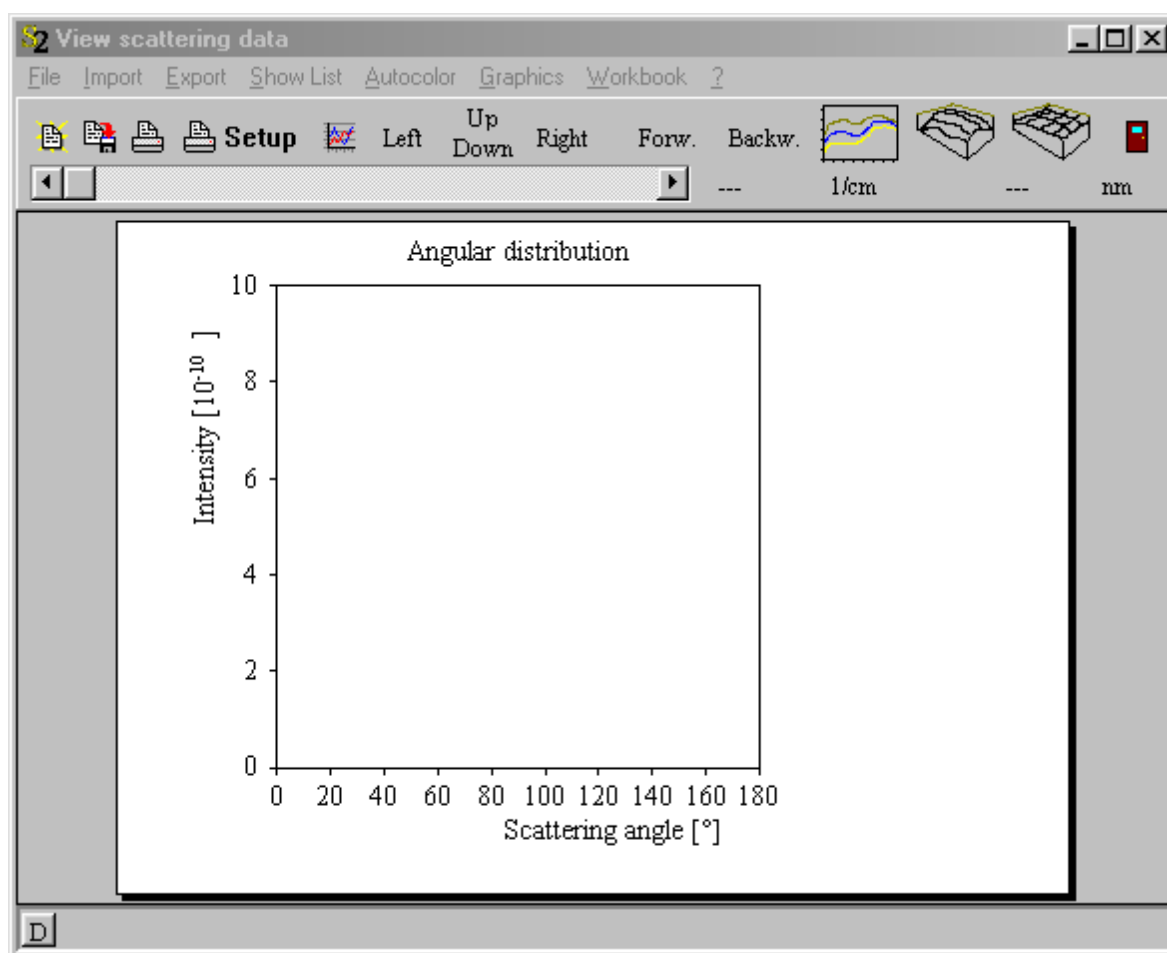 View scattering data
File Import Export Show List Autocolor Graphics Workbook ?
Setup Left Up Down Right Forw. Backw.
--- 1/cm --- nm
Angular distribution
10
8
6
4
2
0
Intensity [10⁻¹⁰ ]
0 20 40 60 80 100 120 140 160 180
Scattering angle [°]
D